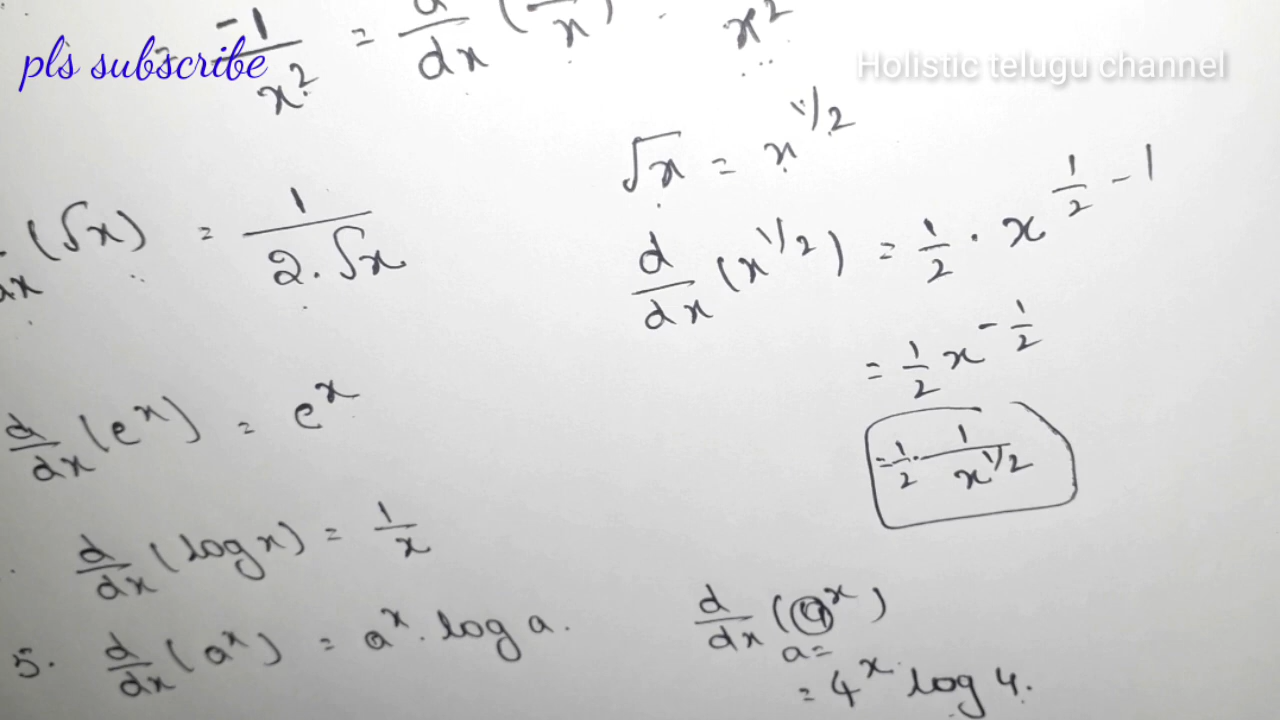 pls subscribe
Holistic telugu channel
= -1/x² = d/dx (1/x) . x²
√x = x^1/2
d/dx (√x) = 1/2.√x
d/dx (x^1/2) = 1/2 . x^1/2 - 1
= 1/2 x^-1/2
= 1/2 . 1/x^1/2
d/dx (e^x) = e^x
d/dx (log x) = 1/x
5. d/dx (a^x) = a^x . log a.
d/dx (4^x)
a=
= 4^x. log 4.